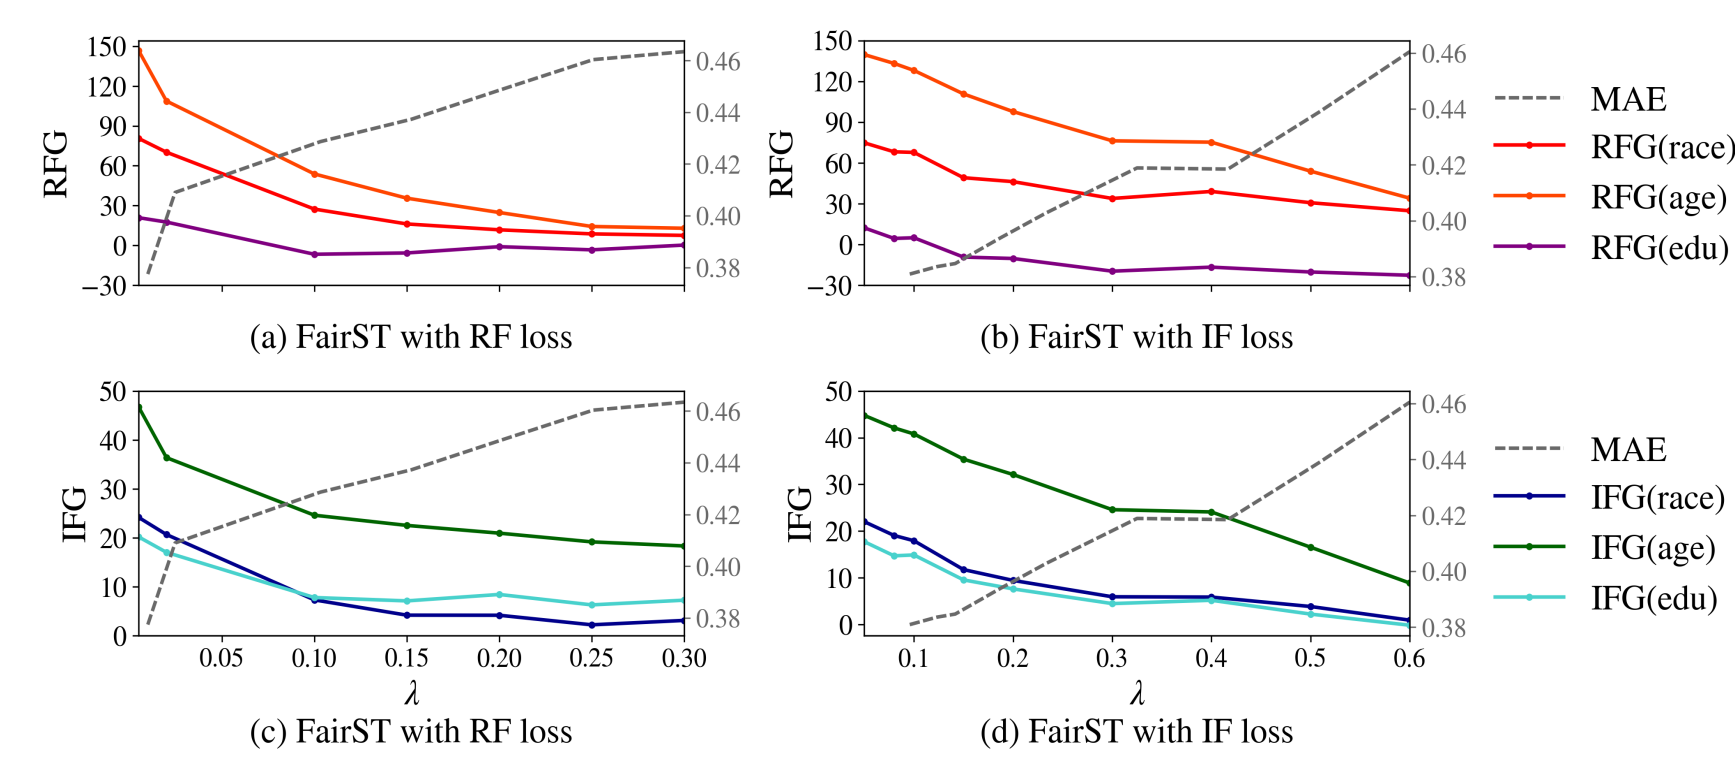 RFG
150
120
90
60
30
0
−30
0.46
0.44
0.42
0.40
0.38
(a) FairST with RF loss
RFG
150
120
90
60
30
0
−30
0.46
0.44
0.42
0.40
0.38
(b) FairST with IF loss
MAE
RFG(race)
RFG(age)
RFG(edu)
IFG
50
40
30
20
10
0
0.46
0.44
0.42
0.40
0.38
0.05 0.10 0.15 0.20 0.25 0.30
λ
(c) FairST with RF loss
IFG
50
40
30
20
10
0
0.46
0.44
0.42
0.40
0.38
0.1 0.2 0.3 0.4 0.5 0.6
λ
(d) FairST with IF loss
MAE
IFG(race)
IFG(age)
IFG(edu)